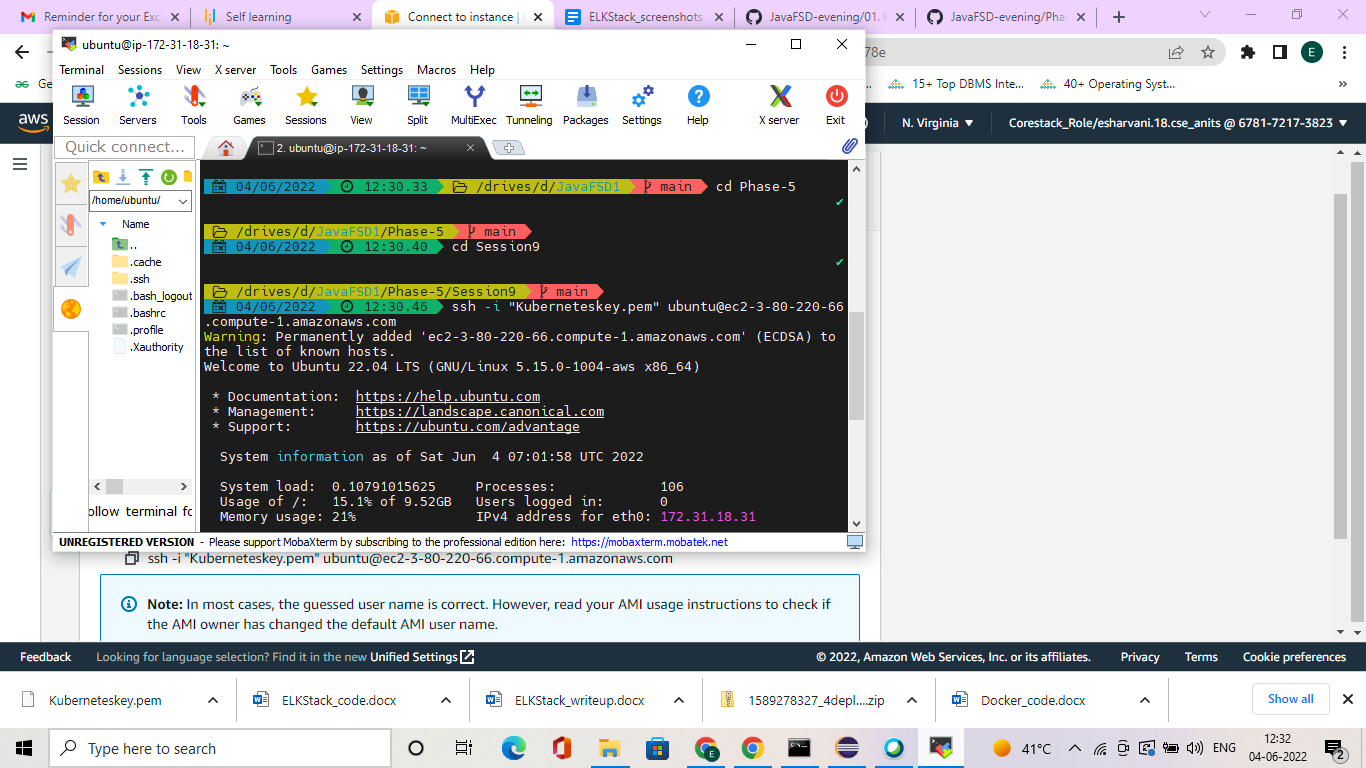 Reminder for your Exc
Self learning
Connect to instance |
ELKStack_screenshots
JavaFSD-evening/01.
JavaFSD-evening/Phas
78e
E
Ge
15+ Top DBMS Inte...
40+ Operating Syst...
»
aws
N. Virginia
Corestack_Role/esharvani.18.cse_anits @ 6781-7217-3823
ubuntu@ip-172-31-18-31: ~
Terminal Sessions View X server Tools Games Settings Macros Help
Session Servers Tools Games Sessions View Split MultiExec Tunneling Packages Settings Help X server Exit
Quick connect...
2. ubuntu@ip-172-31-18-31: ~
/home/ubuntu/
Name
..
.cache
.ssh
.bash_logout
.bashrc
.profile
.Xauthority
ollow terminal fo
04/06/2022 12:30.33 /drives/d/JavaFSD1 main cd Phase-5
/drives/d/JavaFSD1/Phase-5 main
04/06/2022 12:30.40 cd Session9
/drives/d/JavaFSD1/Phase-5/Session9 main
04/06/2022 12:30.46 ssh -i "Kuberneteskey.pem" ubuntu@ec2-3-80-220-66
.compute-1.amazonaws.com
Warning: Permanently added 'ec2-3-80-220-66.compute-1.amazonaws.com' (ECDSA) to
the list of known hosts.
Welcome to Ubuntu 22.04 LTS (GNU/Linux 5.15.0-1004-aws x86_64)
* Documentation: https://help.ubuntu.com
* Management: https://landscape.canonical.com
* Support: https://ubuntu.com/advantage
System information as of Sat Jun 4 07:01:58 UTC 2022
System load: 0.10791015625 Processes: 106
Usage of /: 15.1% of 9.52GB Users logged in: 0
Memory usage: 21% IPv4 address for eth0: 172.31.18.31
UNREGISTERED VERSION - Please support MobaXterm by subscribing to the professional edition here: https://mobaxterm.mobatek.net
ssh -i "Kuberneteskey.pem" ubuntu@ec2-3-80-220-66.compute-1.amazonaws.com
Note: In most cases, the guessed user name is correct. However, read your AMI usage instructions to check if
the AMI owner has changed the default AMI user name.
Feedback Looking for language selection? Find it in the new Unified Settings © 2022, Amazon Web Services, Inc. or its affiliates. Privacy Terms Cookie preferences
Kuberneteskey.pem
ELKStack_code.docx
ELKStack_writeup.docx
1589278327_4depl....zip
Docker_code.docx
Show all
Type here to search
E
41°C
ENG
12:32
04-06-2022
2